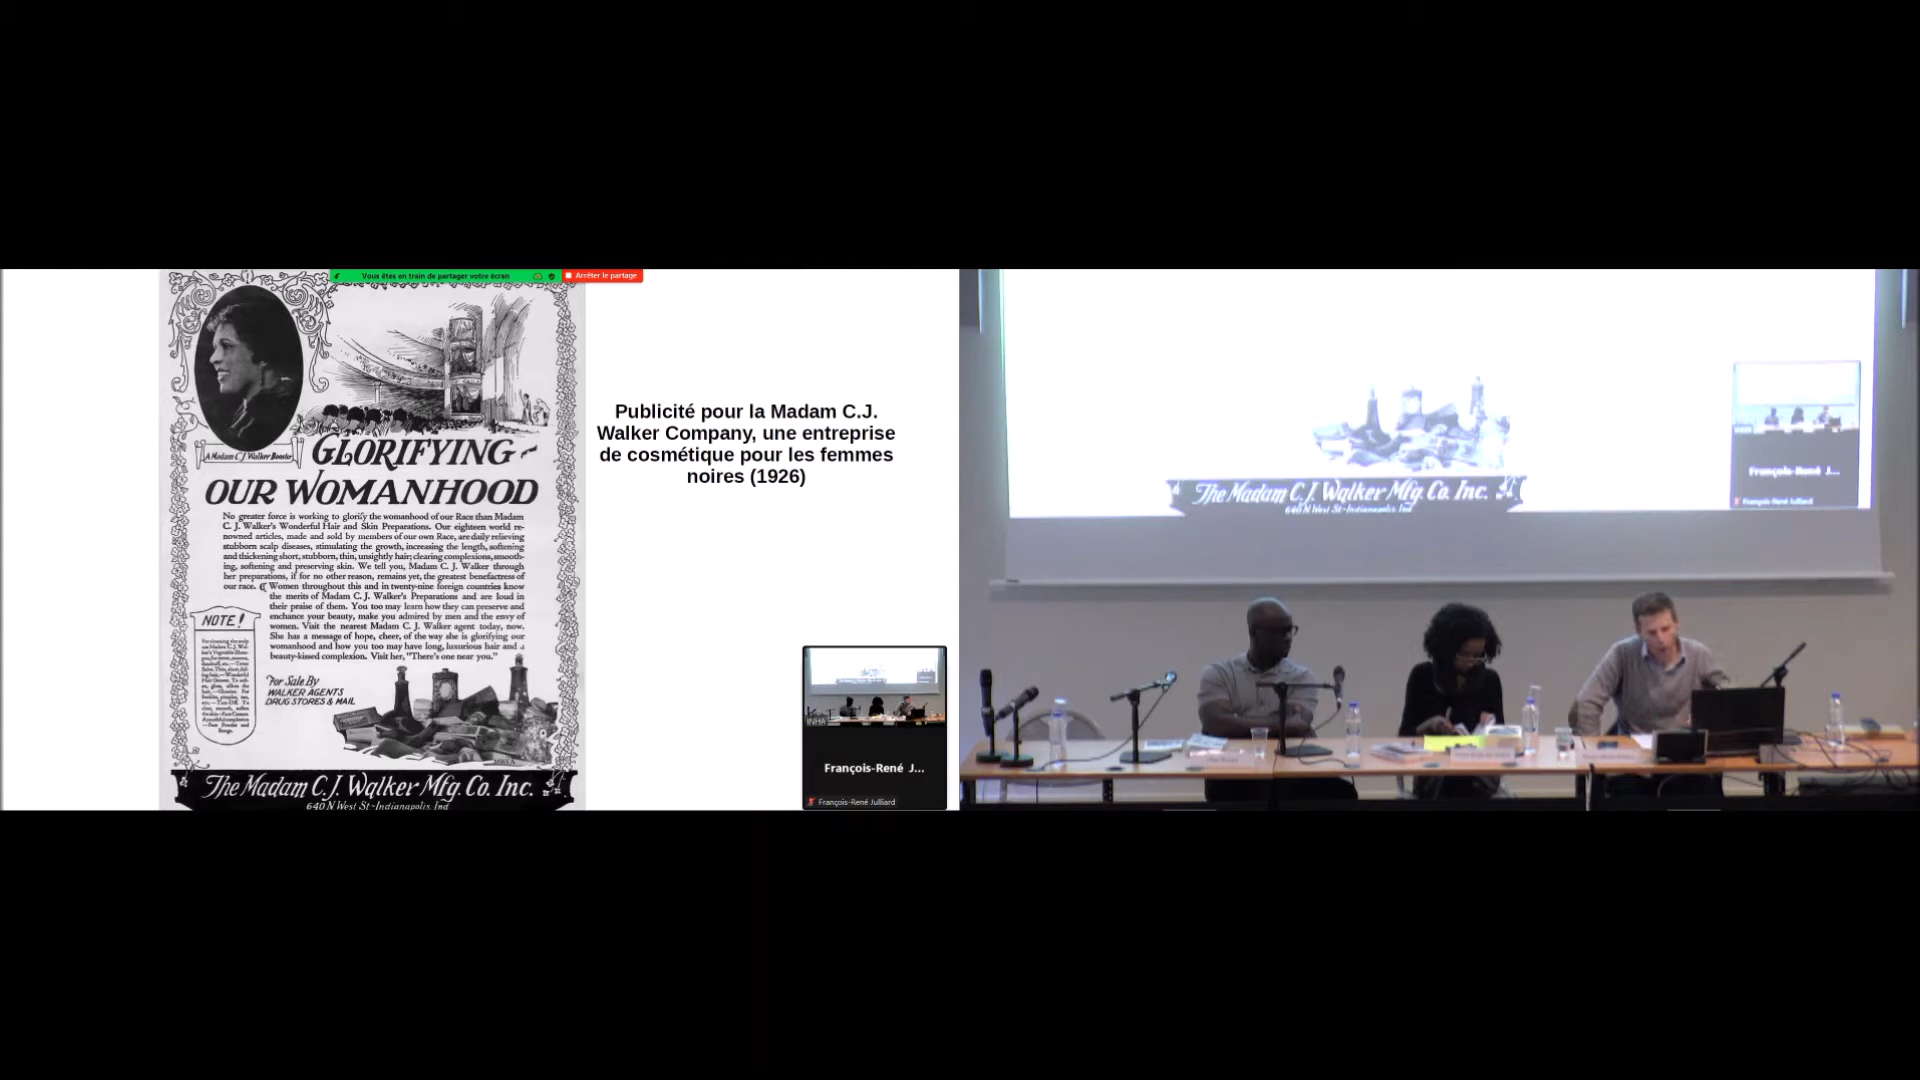 Vous êtes en train de partager votre écran
Arrêter le partage
A Madam C.J. Walker Booster
GLORIFYING
OUR WOMANHOOD
No greater force is working to glorify the womanhood of our Race than Madam
C. J. Walker's Wonderful Hair and Skin Preparations. Our eighteen world re-
nowned articles, made and sold by members of our own Race, are daily relieving
stubborn scalp diseases, stimulating the growth, increasing the length, softening
and thickening short, stubborn, thin, unsightly hair; clearing complexions, smooth-
ing, softening and preserving skin. We tell you, Madam C. J. Walker through
her preparations, if for no other reason, remains yet, the greatest benefactress of
our race. ¶ Women throughout this and in twenty-nine foreign countries know
the merits of Madam C. J. Walker's Preparations and are loud in
their praise of them. You too may learn how they can preserve and
enchance your beauty, make you admired by men and the envy of
women. Visit the nearest Madam C. J. Walker agent today, now.
She has a message of hope, cheer, of the way she is glorifying our
womanhood and how you too may have long, luxurious hair and a
beauty-kissed complexion. Visit her, "There's one near you."
NOTE!
For Sale By
WALKER AGENTS
DRUG STORES & MAIL
The Madam C. J. Walker Mfg. Co. Inc.
640 N West St~Indianapolis, Ind
Publicité pour la Madam C.J.
Walker Company, une entreprise
de cosmétique pour les femmes
noires (1926)
INHA
François-René J...
François-René Julliard
The Madam C. J. Walker Mfg. Co. Inc.
640 N West St~Indianapolis, Ind
François-René J...
François-René Julliard